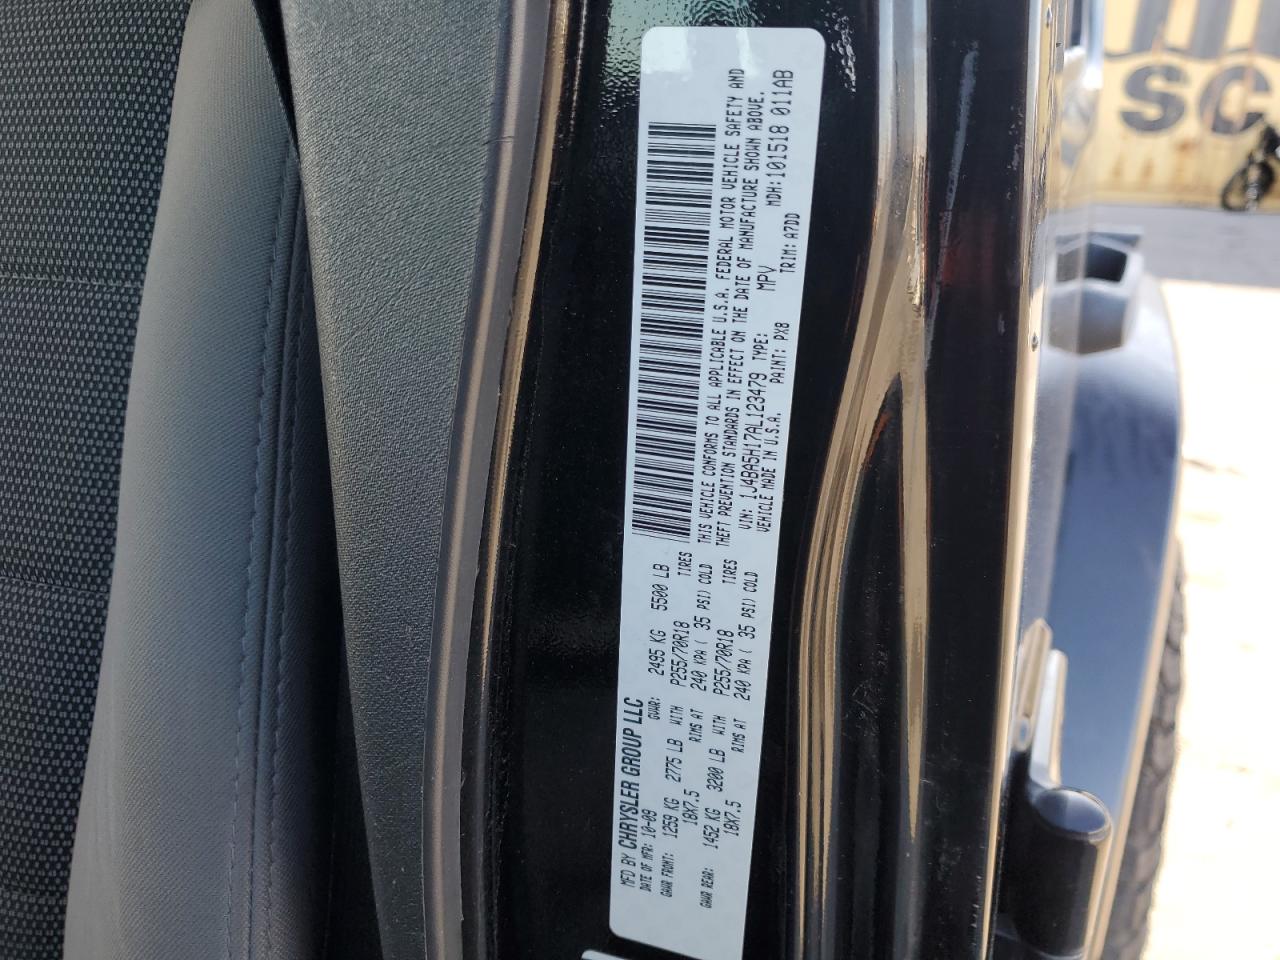 MFD BY CHRYSLER GROUP LLC
DATE OF MFR: 10-09 GVWR: 2495 KG 5500 LB
GAWR FRONT: 1259 KG 2775 LB WITH P255/70R18 TIRES
18X7.5 RIMS AT 240 KPA ( 35 PSI) COLD
GAWR REAR: 1452 KG 3200 LB WITH P255/70R18 TIRES
18X7.5 RIMS AT 240 KPA ( 35 PSI) COLD
THIS VEHICLE CONFORMS TO ALL APPLICABLE U.S.A. FEDERAL MOTOR VEHICLE SAFETY AND
THEFT PREVENTION STANDARDS IN EFFECT ON THE DATE OF MANUFACTURE SHOWN ABOVE.
VIN: 1J4BA5H17AL123479 TYPE: MPV MDH:101518 011AB
VEHICLE MADE IN U.S.A. PAINT: PX8 TRIM: A7DD
SC